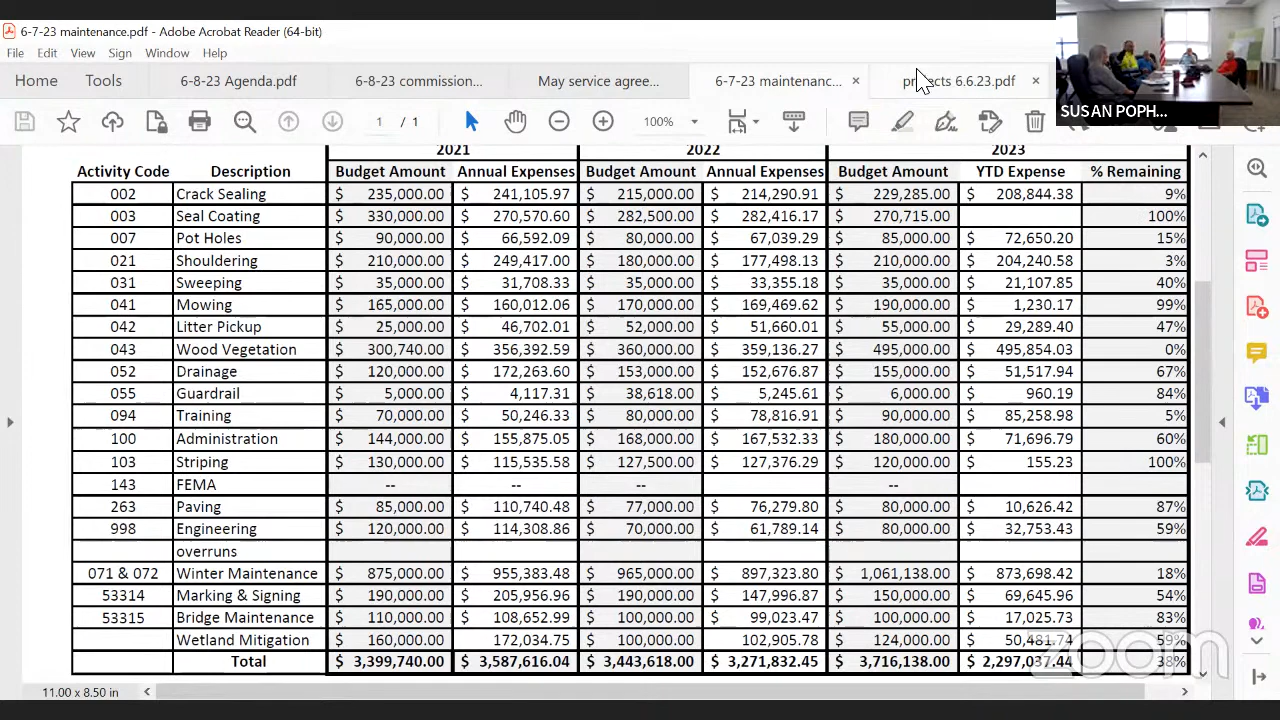 6-7-23 maintenance.pdf - Adobe Acrobat Reader (64-bit)
File Edit View Sign Window Help
Home Tools 6-8-23 Agenda.pdf 6-8-23 commission... May service agree... 6-7-23 maintenanc... × projects 6.6.23.pdf ×
SUSAN POPH...
1 / 1 100%
2021 2022 2023
Activity Code Description Budget Amount Annual Expenses Budget Amount Annual Expenses Budget Amount YTD Expense % Remaining
002 Crack Sealing $ 235,000.00 $ 241,105.97 $ 215,000.00 $ 214,290.91 $ 229,285.00 $ 208,844.38 9%
003 Seal Coating $ 330,000.00 $ 270,570.60 $ 282,500.00 $ 282,416.17 $ 270,715.00 100%
007 Pot Holes $ 90,000.00 $ 66,592.09 $ 80,000.00 $ 67,039.29 $ 85,000.00 $ 72,650.20 15%
021 Shouldering $ 210,000.00 $ 249,417.00 $ 180,000.00 $ 177,498.13 $ 210,000.00 $ 204,240.58 3%
031 Sweeping $ 35,000.00 $ 31,708.33 $ 35,000.00 $ 33,355.18 $ 35,000.00 $ 21,107.85 40%
041 Mowing $ 165,000.00 $ 160,012.06 $ 170,000.00 $ 169,469.62 $ 190,000.00 $ 1,230.17 99%
042 Litter Pickup $ 25,000.00 $ 46,702.01 $ 52,000.00 $ 51,660.01 $ 55,000.00 $ 29,289.40 47%
043 Wood Vegetation $ 300,740.00 $ 356,392.59 $ 360,000.00 $ 359,136.27 $ 495,000.00 $ 495,854.03 0%
052 Drainage $ 120,000.00 $ 172,263.60 $ 153,000.00 $ 152,676.87 $ 155,000.00 $ 51,517.94 67%
055 Guardrail $ 5,000.00 $ 4,117.31 $ 38,618.00 $ 5,245.61 $ 6,000.00 $ 960.19 84%
094 Training $ 70,000.00 $ 50,246.33 $ 80,000.00 $ 78,816.91 $ 90,000.00 $ 85,258.98 5%
100 Administration $ 144,000.00 $ 155,875.05 $ 168,000.00 $ 167,532.33 $ 180,000.00 $ 71,696.79 60%
103 Striping $ 130,000.00 $ 115,535.58 $ 127,500.00 $ 127,376.29 $ 120,000.00 $ 155.23 100%
143 FEMA -- -- -- --
263 Paving $ 85,000.00 $ 110,740.48 $ 77,000.00 $ 76,279.80 $ 80,000.00 $ 10,626.42 87%
998 Engineering $ 120,000.00 $ 114,308.86 $ 70,000.00 $ 61,789.14 $ 80,000.00 $ 32,753.43 59%
overruns
071 & 072 Winter Maintenance $ 875,000.00 $ 955,383.48 $ 965,000.00 $ 897,323.80 $ 1,061,138.00 $ 873,698.42 18%
53314 Marking & Signing $ 190,000.00 $ 205,956.96 $ 190,000.00 $ 147,996.87 $ 150,000.00 $ 69,645.96 54%
53315 Bridge Maintenance $ 110,000.00 $ 108,652.99 $ 100,000.00 $ 99,023.47 $ 100,000.00 $ 17,025.73 83%
Wetland Mitigation $ 160,000.00 172,034.75 $ 100,000.00 102,905.78 $ 124,000.00 $ 50,481.74 59%
Total $ 3,399,740.00 $ 3,587,616.04 $ 3,443,618.00 $ 3,271,832.45 $ 3,716,138.00 $ 2,297,037.44 38%
zoom
11.00 x 8.50 in